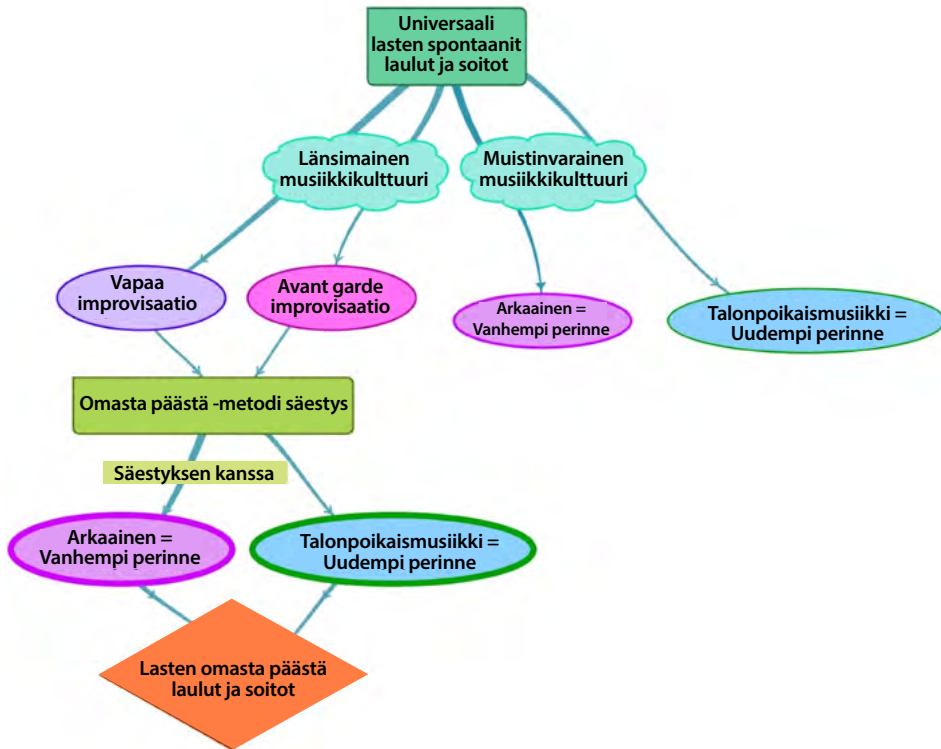 Universaali
lasten spontaanit
laulut ja soitot
Länsimainen
musiikkikulttuuri
Muistinvarainen
musiikkikulttuuri
Vapaa
improvisaatio
Avant garde
improvisaatio
Arkaainen =
Vanhempi perinne
Talonpoikaismusiikki =
Uudempi perinne
Omasta päästä -metodi säestys
Säestyksen kanssa
Arkaainen =
Vanhempi perinne
Talonpoikaismusiikki =
Uudempi perinne
Lasten omasta päästä
laulut ja soitot